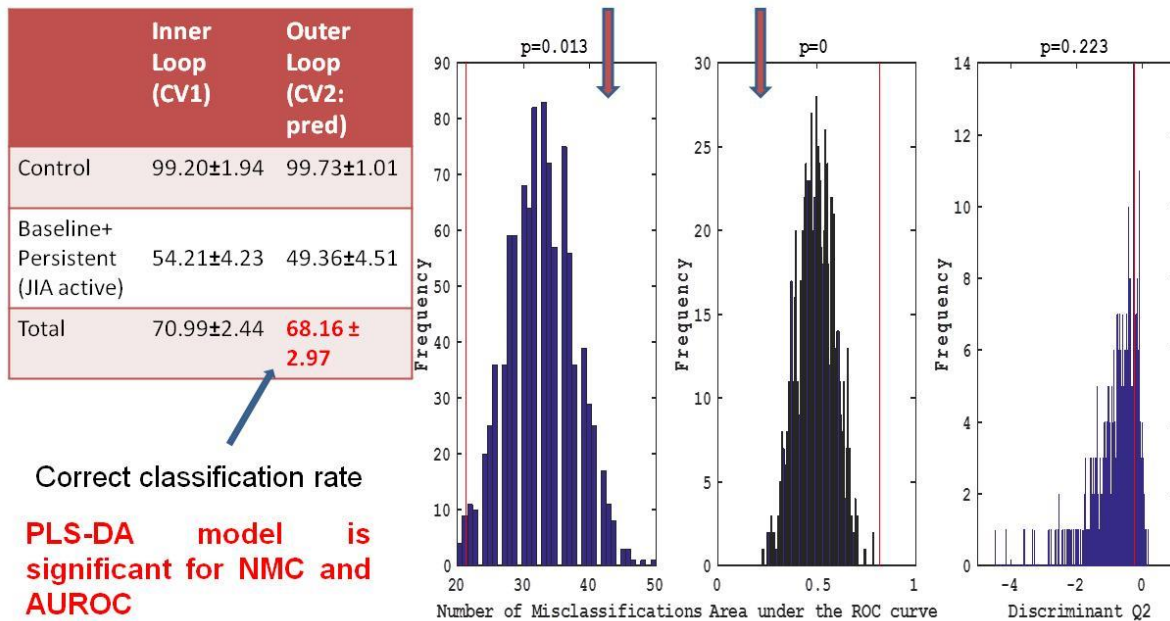 Inner Loop (CV1) Outer Loop (CV2: pred)
Control 99.20±1.94 99.73±1.01
Baseline+ Persistent (JIA active) 54.21±4.23 49.36±4.51
Total 70.99±2.44 68.16 ± 2.97
Correct classification rate
PLS-DA model is
significant for NMC and
AUROC
p=0.013
90
80
70
60
50
40
30
20
10
0
Frequency
20 30 40 50
Number of Misclassifications
p=0
30
25
20
15
10
5
0
Frequency
0 0.5 1
Area under the ROC curve
p=0.223
14
12
10
8
6
4
2
0
Frequency
-4 -2 0
Discriminant Q2